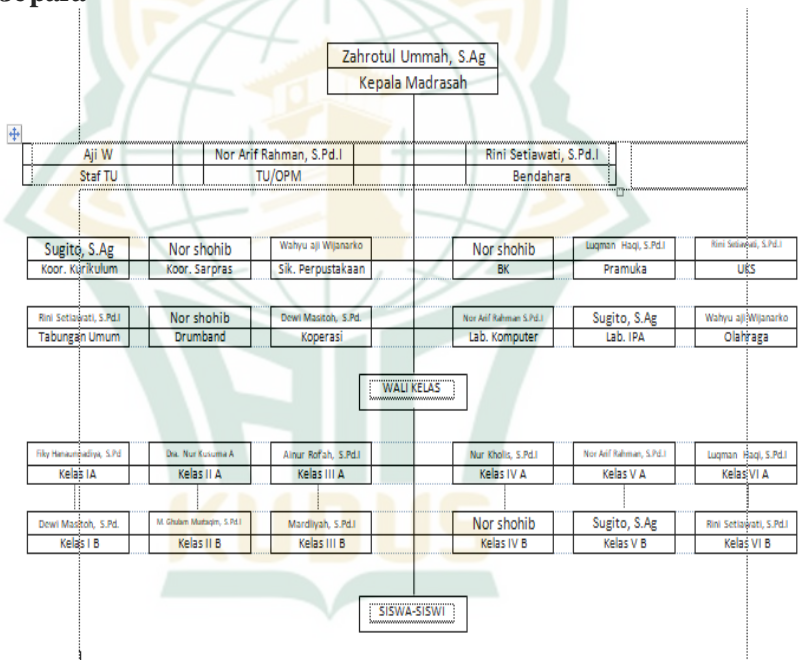 Zahrotul Ummah, S.Ag
Kepala Madrasah
Aji W Nor Arif Rahman, S.Pd.I Rini Setiawati, S.Pd.I
Staf TU TU/OPM Bendahara
Sugito, S.Ag Nor shohib Wahyu aji Wijanarko Nor shohib Luqman Haqi, S.Pd.I Rini Setiawati, S.Pd.I
Koor. Kurikulum Koor. Sarpras Sik. Perpustakaan BK Pramuka UKS
Rini Setiawati, S.Pd.I Nor shohib Dewi Masitoh, S.Pd. Nor Arif Rahman S.Pd.I Sugito, S.Ag Wahyu aji Wijanarko
Tabungan Umum Drumband Koperasi Lab. Komputer Lab. IPA Olahraga
WALI KELAS
Fiky S.Pd Dra. Nur Kusuma A Ainur Rof'ah, S.Pd.I Nur Kholis, S.Pd.I Nor Arif Rahman, S.Pd.I Luqman Haqi, S.Pd.I
Kelas IA Kelas II A Kelas III A Kelas IV A Kelas V A Kelas VI A
Dewi Masitoh, S.Pd. M. Ghulam S.Pd.I Mardliyah, S.Pd.I Nor shohib Sugito, S.Ag Rini Setiawati, S.Pd.I
Kelas I B Kelas II B Kelas III B Kelas IV B Kelas V B Kelas VI B
KUDUS
SISWA-SISWI